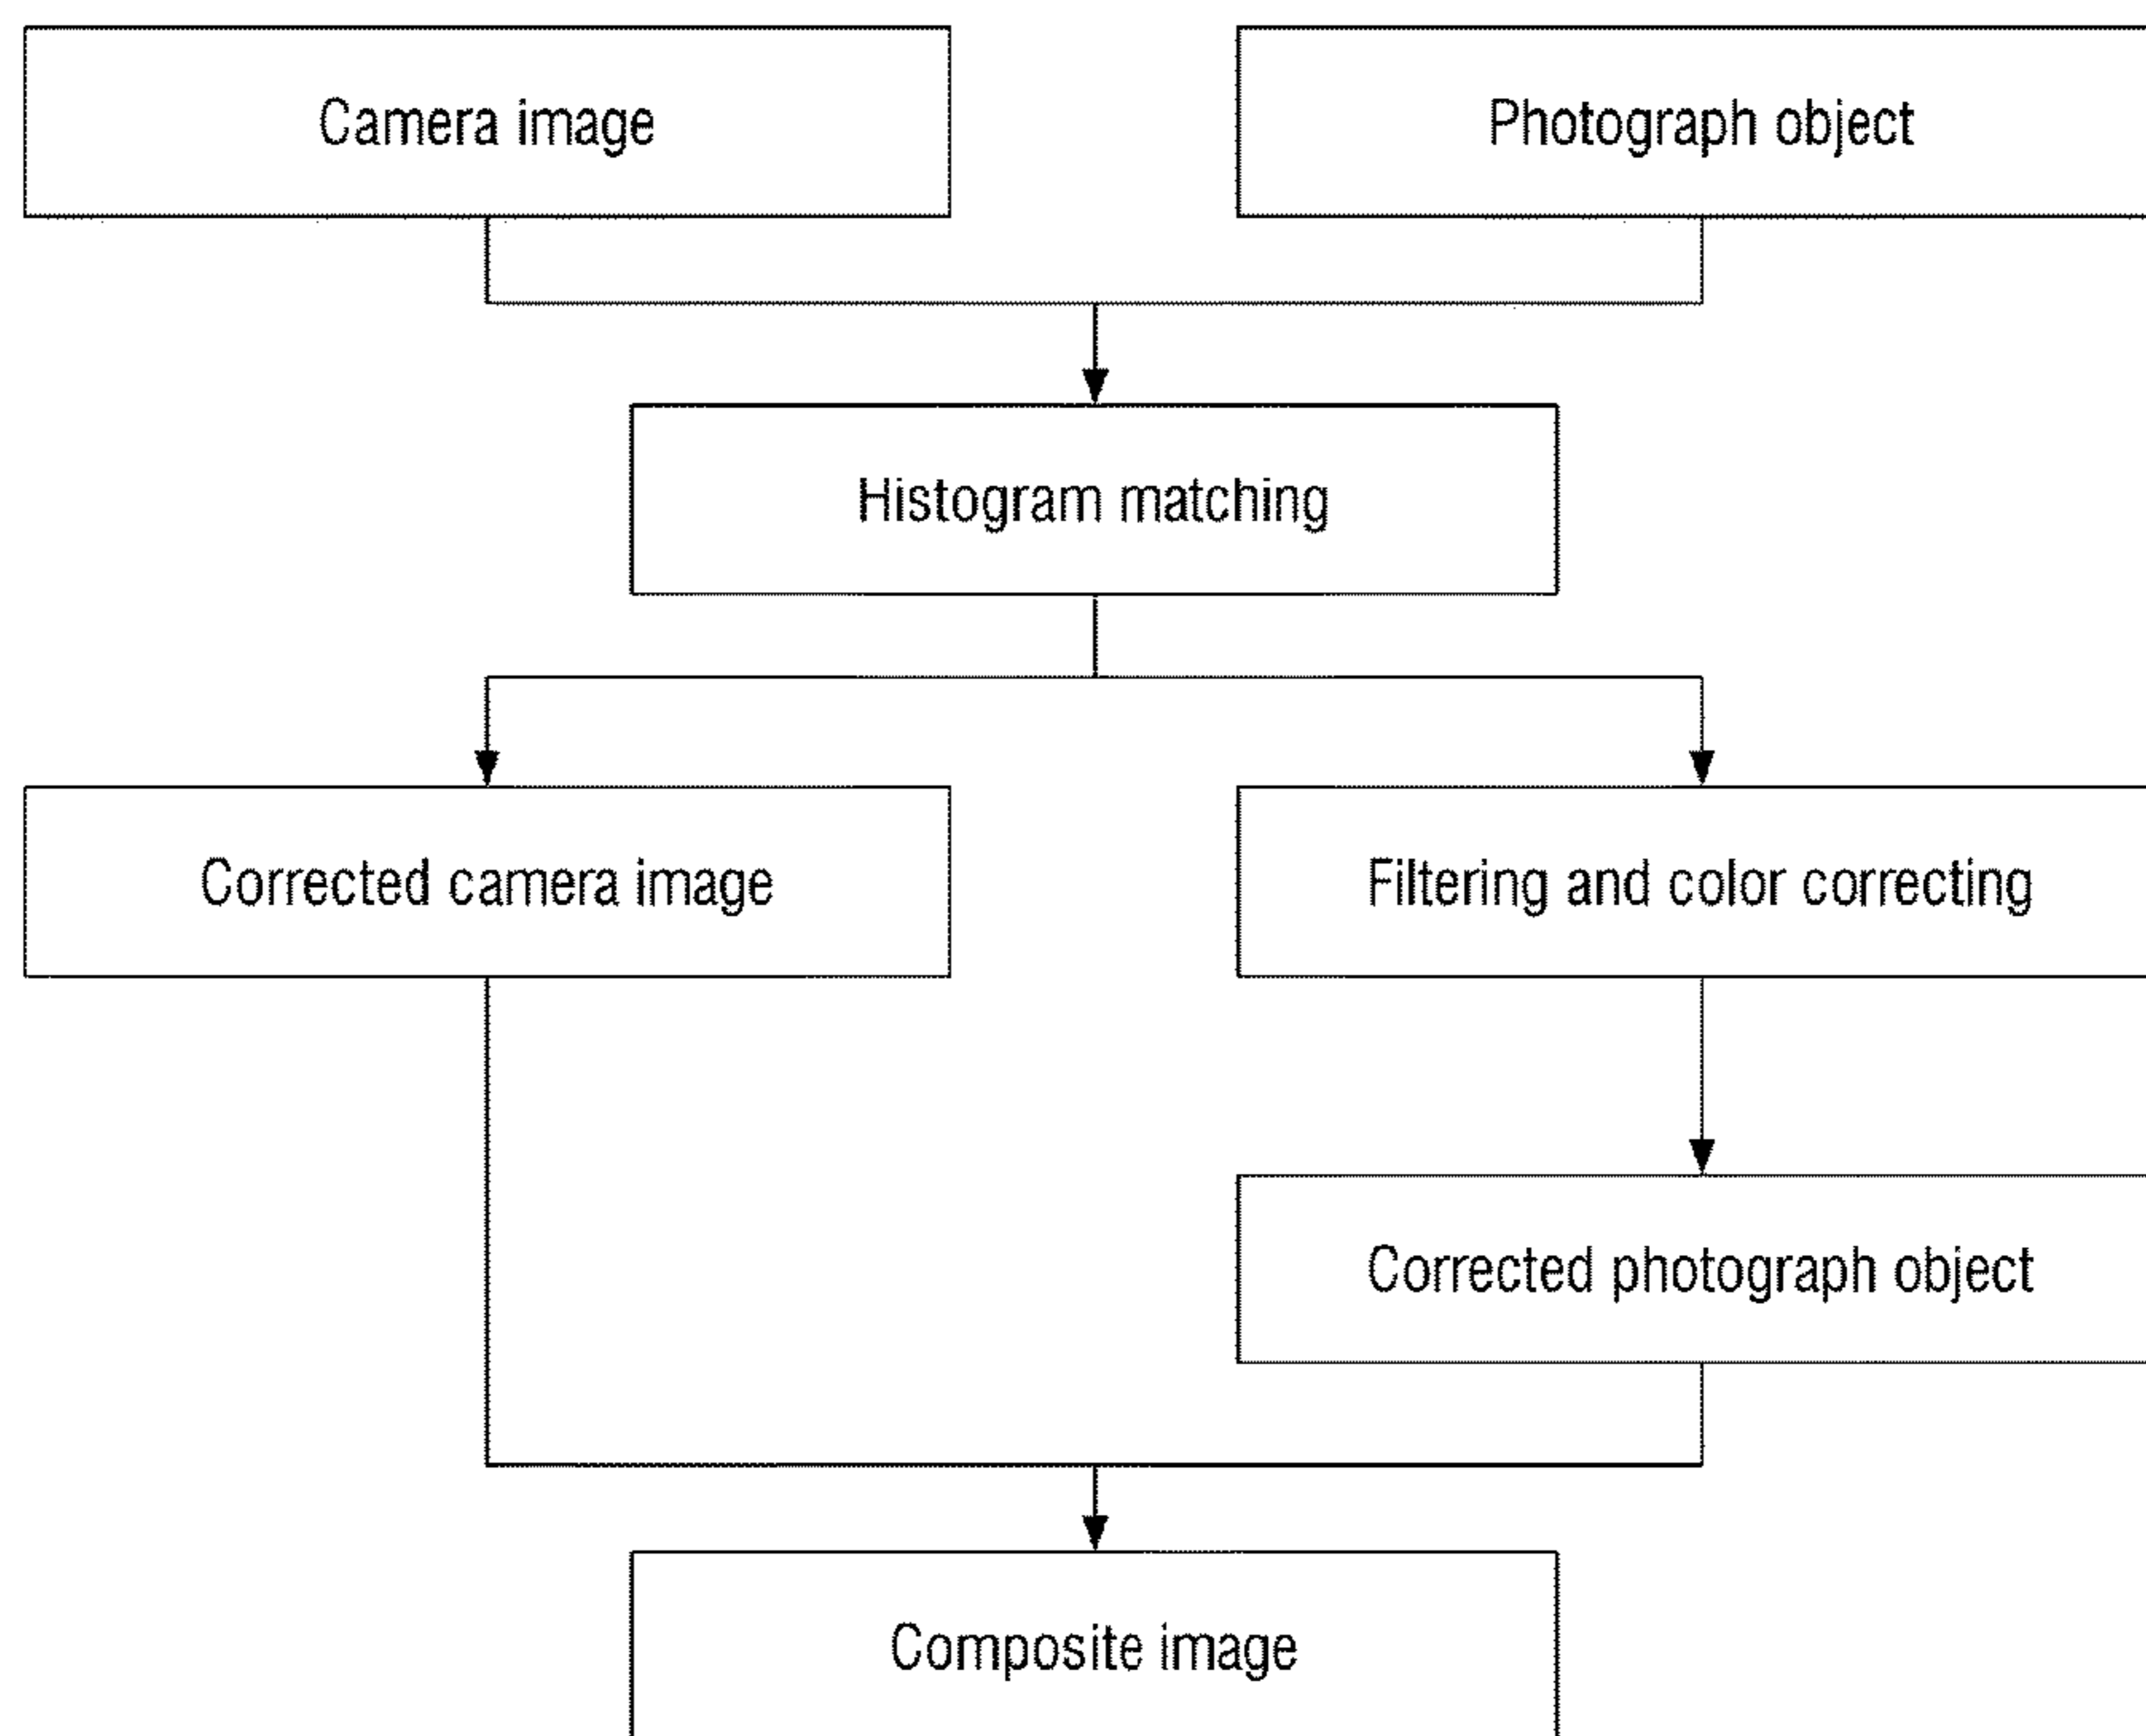 Camera image
Photograph object
Histogram matching
Corrected camera image
Filtering and color correcting
Corrected photograph object
Composite image